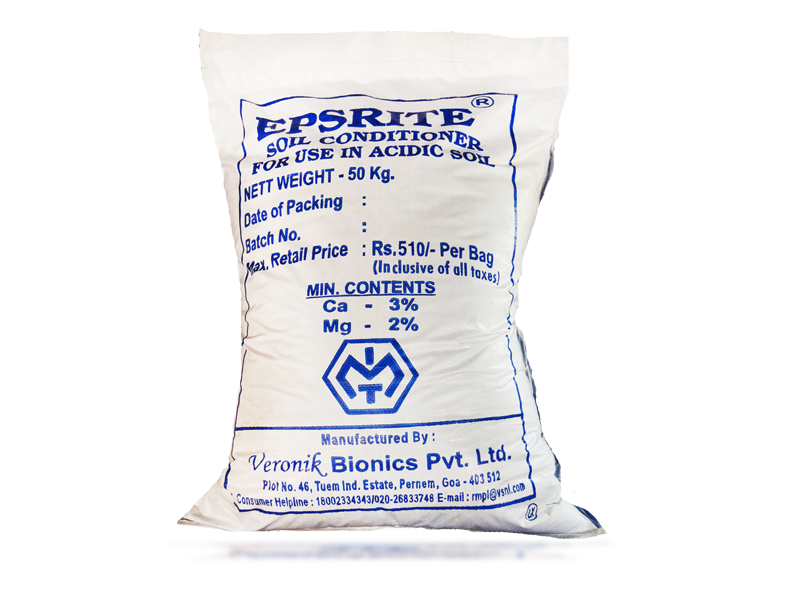 EPSRITE®
SOIL CONDITIONER
FOR USE IN ACIDIC SOIL
NETT WEIGHT - 50 Kg.
Date of Packing :
Batch No. :
Max. Retail Price : Rs.510/- Per Bag
(Inclusive of all taxes)
MIN. CONTENTS
Ca - 3%
Mg - 2%
IMT
Manufactured By :
Veronik Bionics Pvt. Ltd.
Plot No. 46, Tuem Ind. Estate, Pernem, Goa - 403 512
Consumer Helpline : 18002334343/020-26833748 E-mail : rmpl@vsnl.com